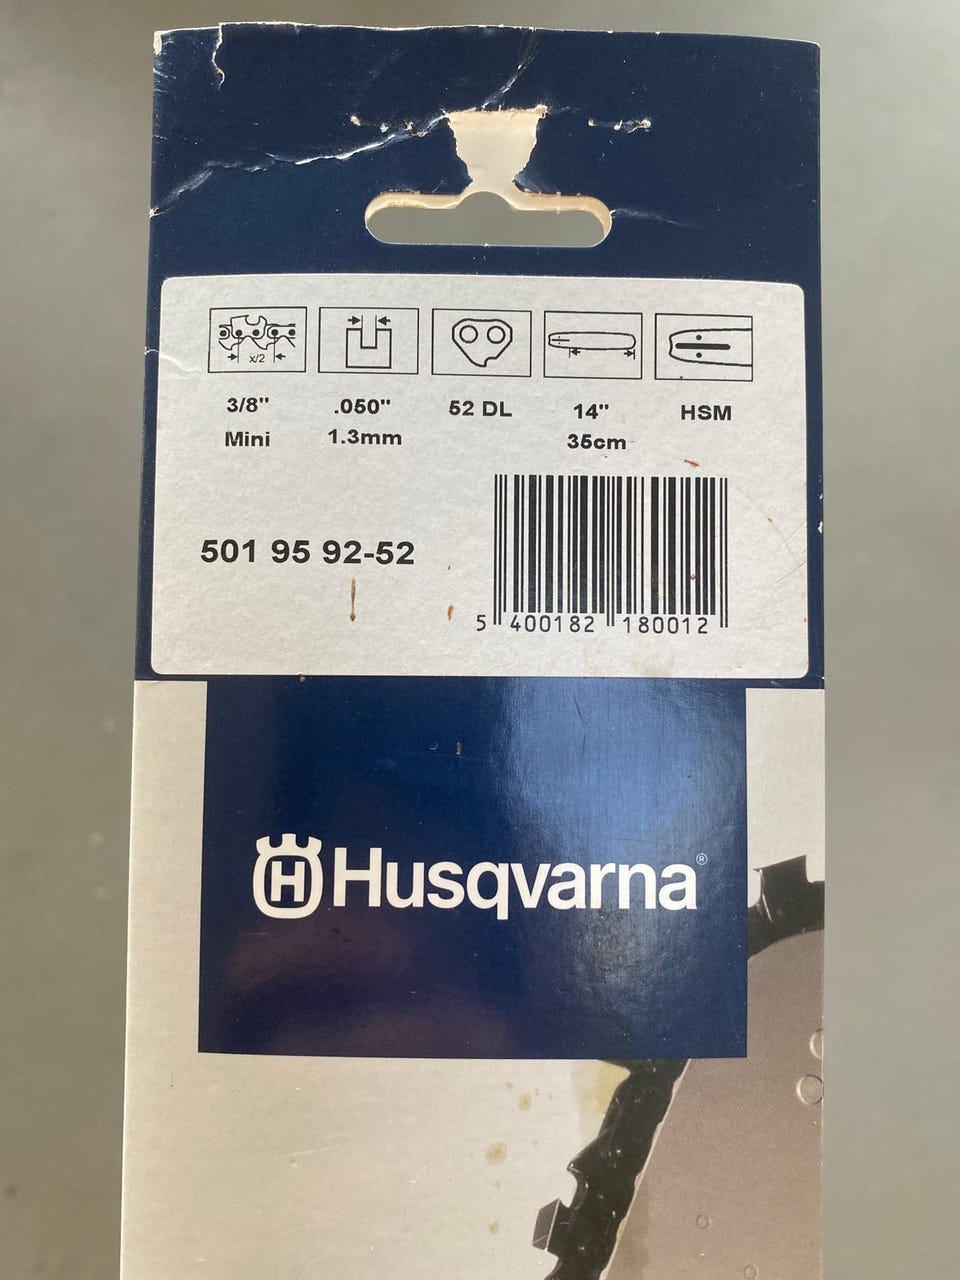 x/2
3/8" .050" 52 DL 14" HSM
Mini 1.3mm 35cm
501 95 92-52
5 400182 180012
H Husqvarna®